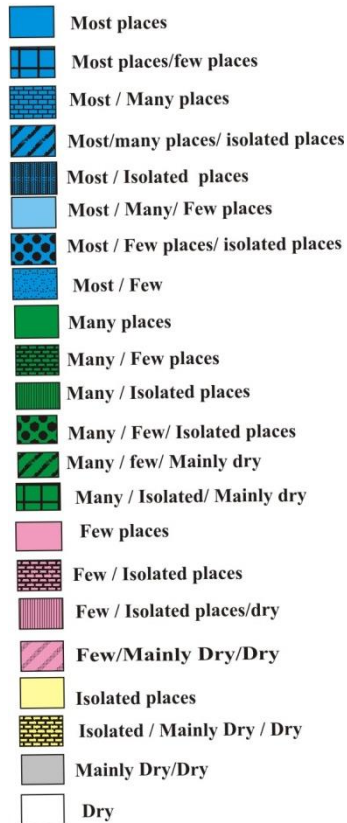 Most places
Most places/few places
Most / Many places
Most/many places/ isolated places
Most / Isolated places
Most / Many/ Few places
Most / Few places/ isolated places
Most / Few
Many places
Many / Few places
Many / Isolated places
Many / Few/ Isolated places
Many / few/ Mainly dry
Many / Isolated/ Mainly dry
Few places
Few / Isolated places
Few / Isolated places/dry
Few/Mainly Dry/Dry
Isolated places
Isolated / Mainly Dry / Dry
Mainly Dry/Dry
Dry